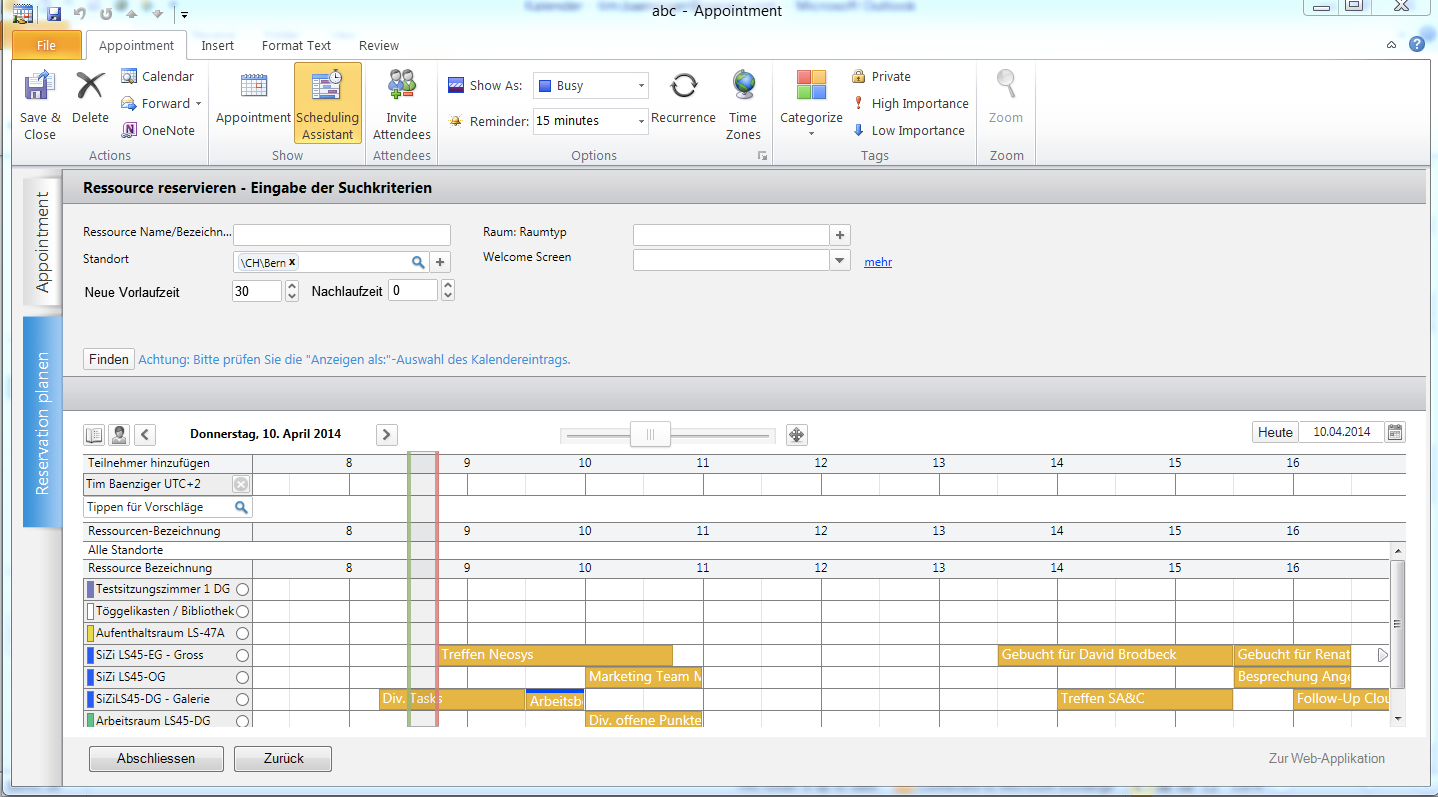 abc - Appointment
File Appointment Insert Format Text Review
Save & Close
Delete
Calendar
Forward
OneNote
Actions
Appointment
Scheduling Assistant
Show
Invite Attendees
Attendees
Show As: Busy
Reminder: 15 minutes
Recurrence
Time Zones
Options
Categorize
Private
High Importance
Low Importance
Tags
Zoom
Zoom
Appointment
Reservation planen
Ressource reservieren - Eingabe der Suchkriterien
Ressource Name/Bezeichn...
Raum: Raumtyp
Standort \CH\Bern x
Welcome Screen
mehr
Neue Vorlaufzeit 30 Nachlaufzeit 0
Finden Achtung: Bitte prüfen Sie die "Anzeigen als:"-Auswahl des Kalendereintrags.
Donnerstag, 10. April 2014
Heute 10.04.2014
Teilnehmer hinzufügen 8 9 10 11 12 13 14 15 16
Tim Baenziger UTC+2
Tippen für Vorschläge
Ressourcen-Bezeichnung 8 9 10 11 12 13 14 15 16
Alle Standorte
Ressource Bezeichnung 8 9 10 11 12 13 14 15 16
Testsitzungszimmer 1 DG
Töggelikasten / Bibliothek
Aufenthaltsraum LS-47A
SiZi LS45-EG - Gross Treffen Neosys Gebucht für David Brodbeck Gebucht für Renat
SiZi LS45-OG Marketing Team M Besprechung Ange
SiZiLS45-DG - Galerie Div. Tasks Arbeitsb Treffen SA&C Follow-Up Clou
Arbeitsraum LS45-DG Div. offene Punkte
Abschliessen Zurück Zur Web-Applikation